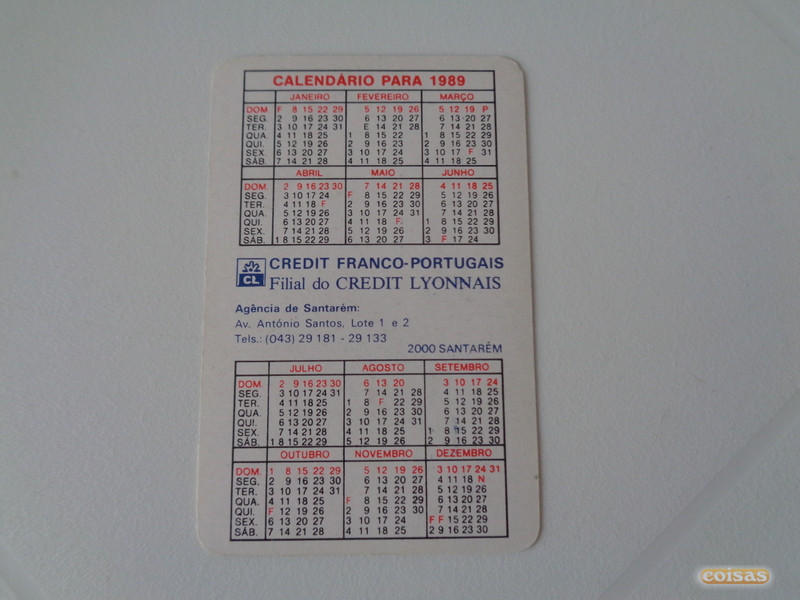 CALENDÁRIO PARA 1989
JANEIRO FEVEREIRO MARÇO
DOM. F 8 15 22 29 5 12 19 26 5 12 19 P
SEG. 2 9 16 23 30 6 13 20 27 6 13 20 27
TER. 3 10 17 24 31 E 14 21 28 7 14 21 28
QUA. 4 11 18 25 1 8 15 22 1 8 15 22 29
QUI. 5 12 19 26 2 9 16 23 2 9 16 23 30
SEX. 6 13 20 27 3 10 17 24 3 10 17 F 31
SÁB. 7 14 21 28 4 11 18 25 4 11 18 25
ABRIL MAIO JUNHO
DOM. 2 9 16 23 30 7 14 21 28 4 11 18 25
SEG. 3 10 17 24 F 8 15 22 29 5 12 19 26
TER. 4 11 18 F 2 9 16 23 30 6 13 20 27
QUA. 5 12 19 26 3 10 17 24 31 7 14 21 28
QUI. 6 13 20 27 4 11 18 F 1 8 15 22 29
SEX. 7 14 21 28 5 12 19 26 2 9 16 23 30
SÁB. 1 8 15 22 29 6 13 20 27 3 F 17 24
CL CREDIT FRANCO-PORTUGAIS
Filial do CREDIT LYONNAIS
Agência de Santarém:
Av. António Santos, Lote 1 e 2
Tels.: (043) 29 181 - 29 133
2000 SANTARÉM
JULHO AGOSTO SETEMBRO
DOM. 2 9 16 23 30 6 13 20 3 10 17 24
SEG. 3 10 17 24 31 7 14 21 28 4 11 18 25
TER. 4 11 18 25 1 8 F 22 29 5 12 19 26
QUA. 5 12 19 26 2 9 16 23 30 6 13 20 27
QUI. 6 13 20 27 3 10 17 24 31 7 14 21 28
SEX. 7 14 21 28 4 11 18 25 1 8 15 22 29
SÁB. 1 8 15 22 29 5 12 19 26 2 9 16 23 30
OUTUBRO NOVEMBRO DEZEMBRO
DOM. 1 8 15 22 29 5 12 19 26 3 10 17 24 31
SEG. 2 9 16 23 30 6 13 20 27 4 11 18 N
TER. 3 10 17 24 31 7 14 21 28 5 12 19 26
QUA. 4 11 18 25 F 8 15 22 29 6 13 20 27
QUI. F 12 19 26 2 9 16 23 30 7 14 21 28
SEX. 6 13 20 27 3 10 17 24 F F 15 22 29
SÁB. 7 14 21 28 4 11 18 25 2 9 16 23 30
coisas